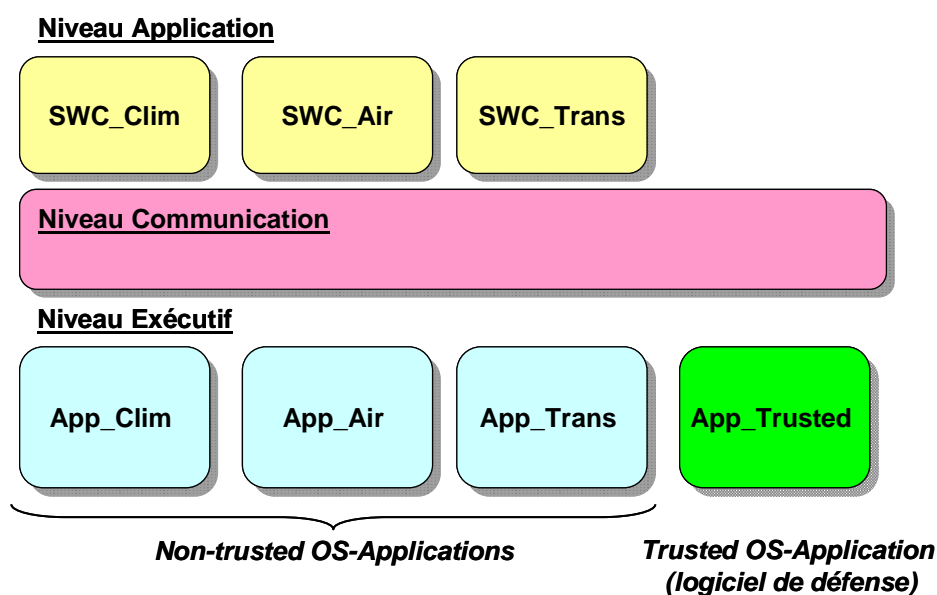 Niveau Application
SWC_Clim
SWC_Air
SWC_Trans
Niveau Communication
Niveau Exécutif
App_Clim
App_Air
App_Trans
App_Trusted
Non-trusted OS-Applications
Trusted OS-Application
(logiciel de défense)